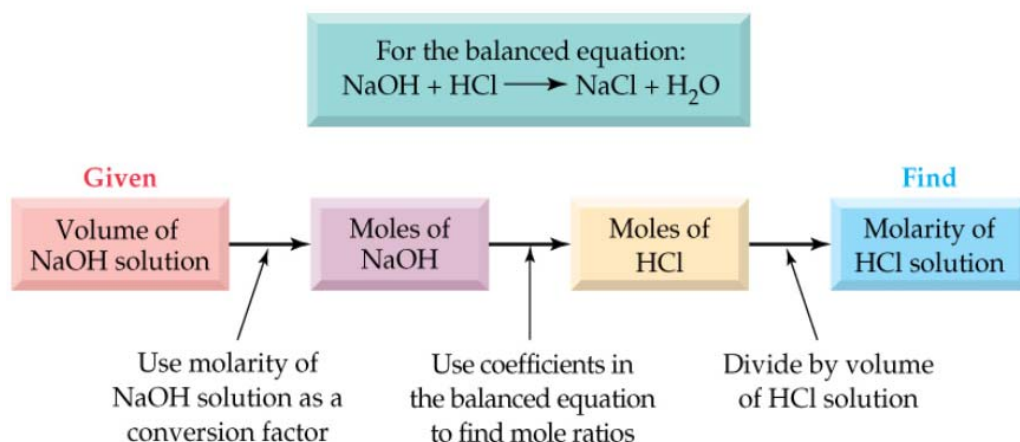 For the balanced equation:
NaOH + HCl ⟶ NaCl + H₂O
Given
Find
Volume of
NaOH solution
Moles of
NaOH
Moles of
HCl
Molarity of
HCl solution
Use molarity of
NaOH solution as a
conversion factor
Use coefficients in
the balanced equation
to find mole ratios
Divide by volume
of HCl solution